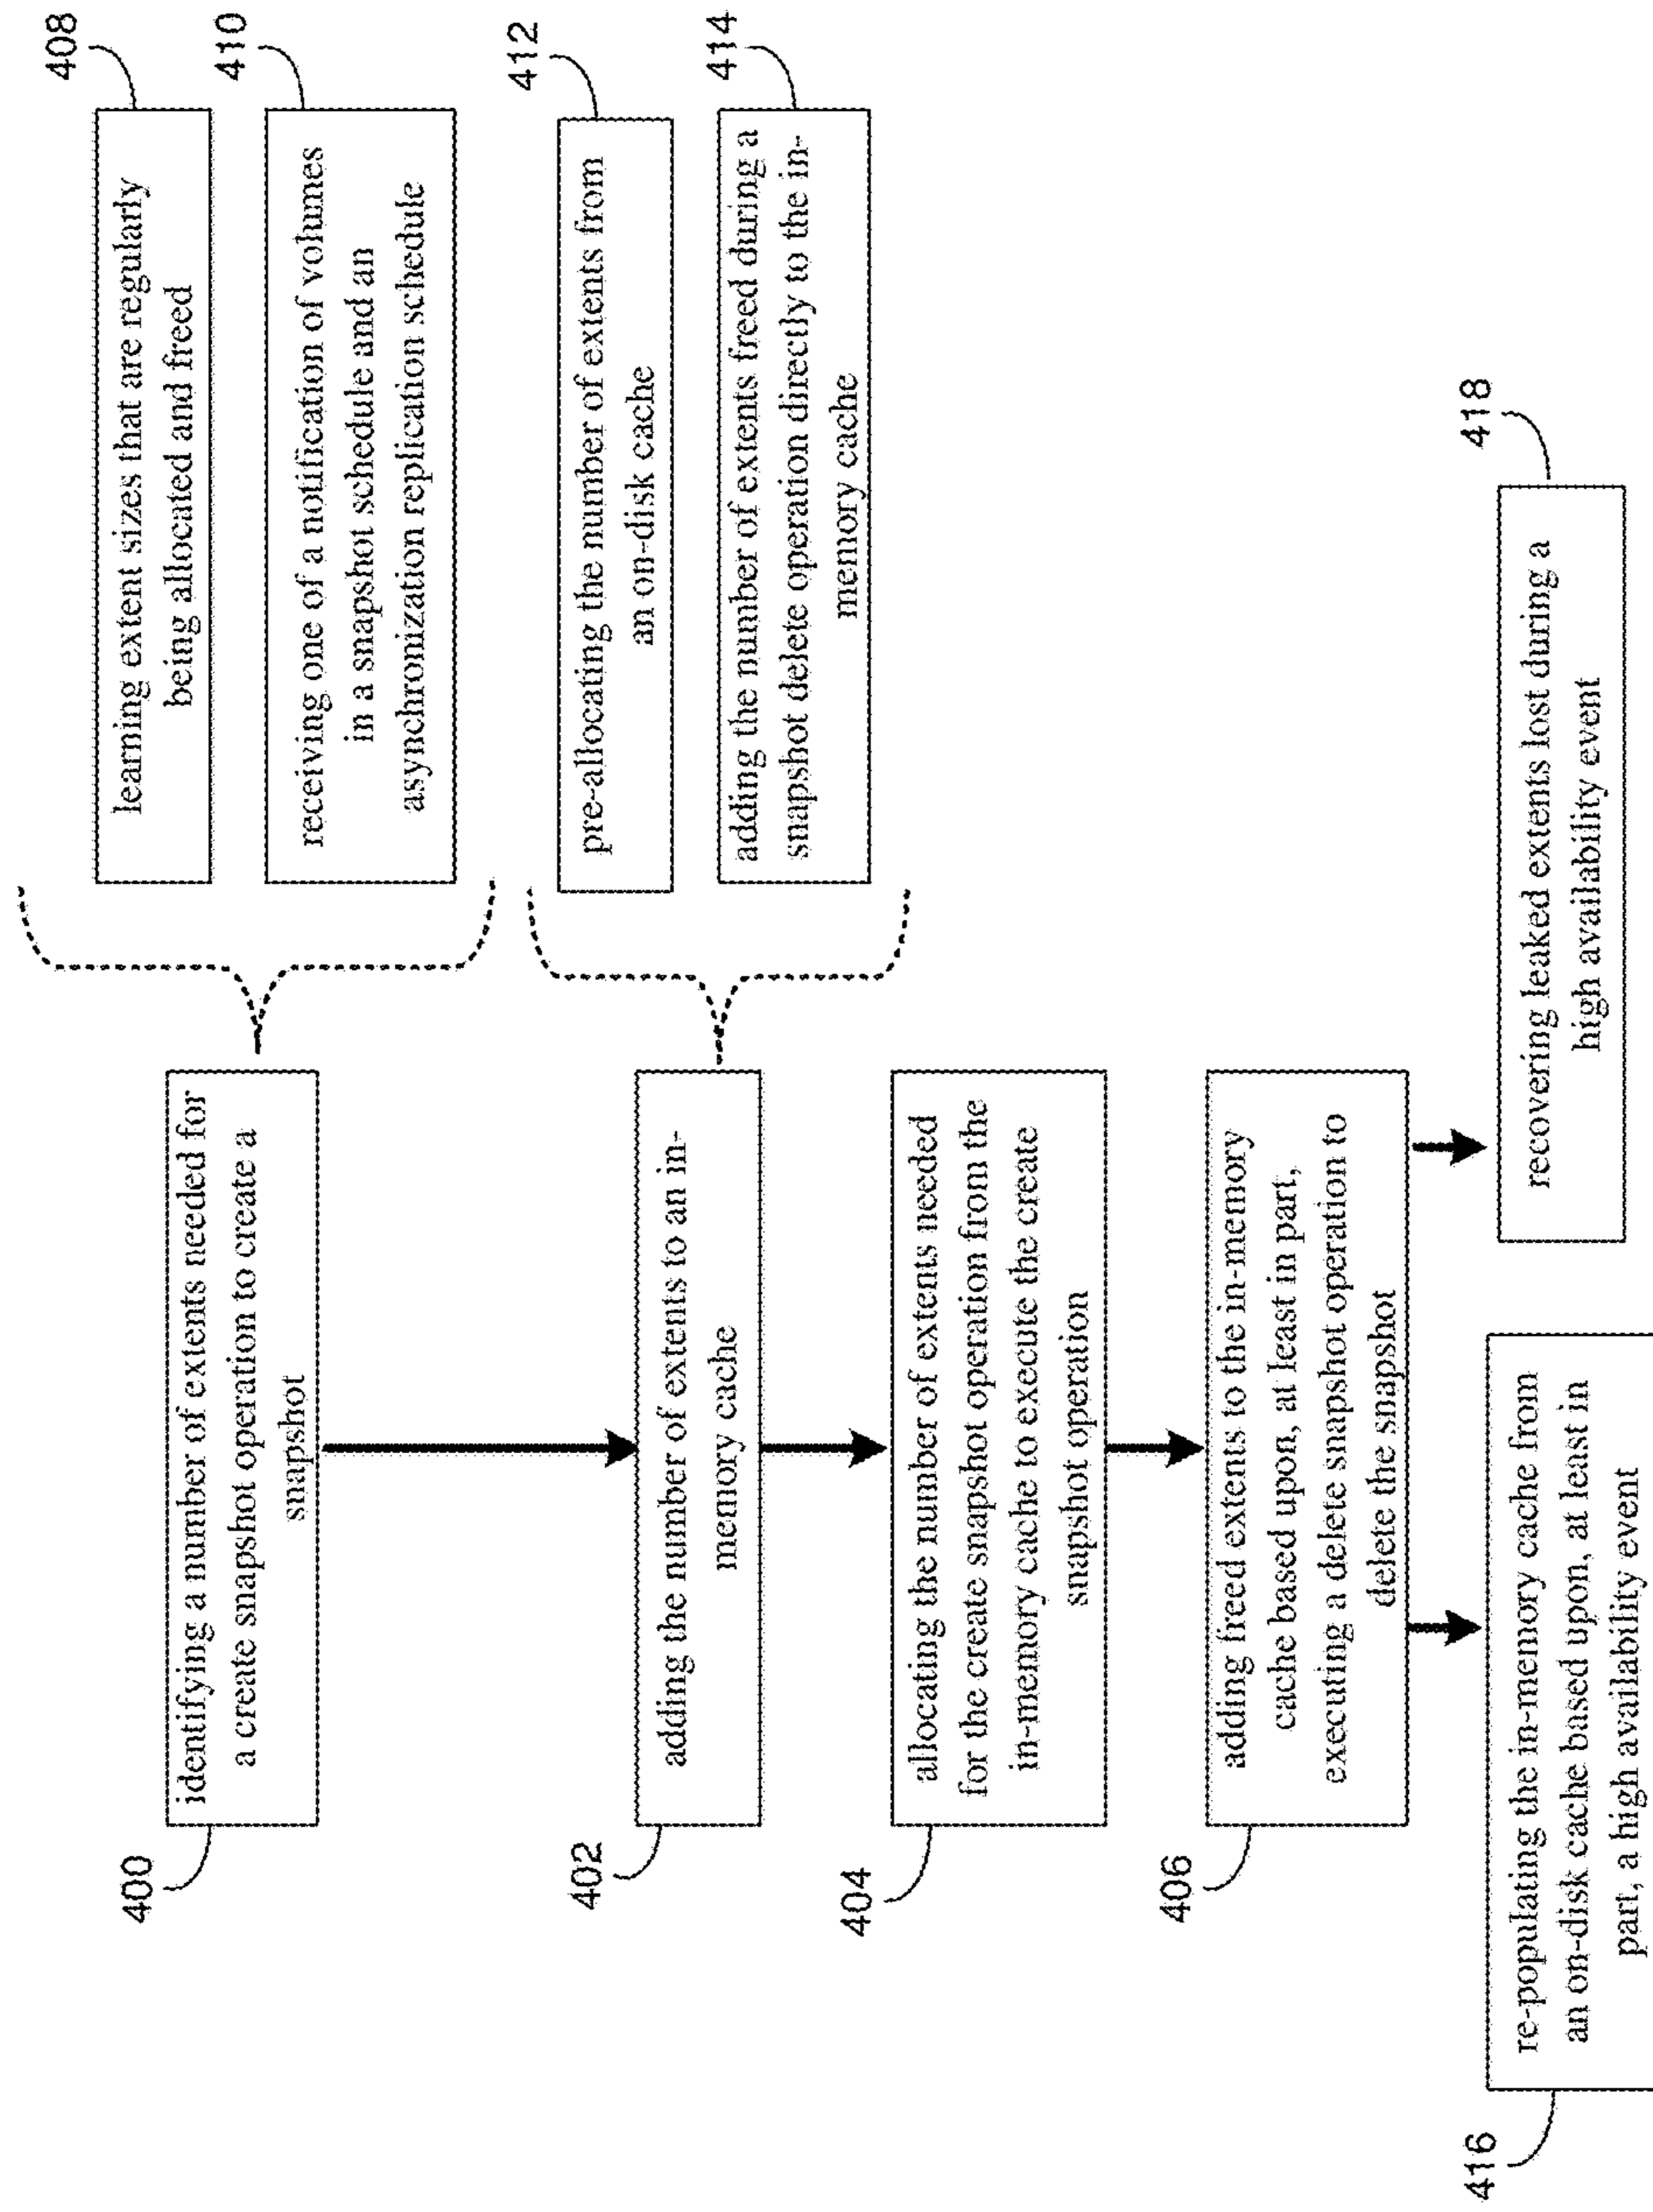 400
identifying a number of extents needed for
a create snapshot operation to create a
snapshot
408
learning extent sizes that are regularly
being allocated and freed
410
receiving one of a notification of volumes
in a snapshot schedule and an
asynchronization replication schedule
402
adding the number of extents to an in-
memory cache
412
pre-allocating the number of extents from
an on-disk cache
414
adding the number of extents freed during a
snapshot delete operation directly to the in-
memory cache
404
allocating the number of extents needed
for the create snapshot operation from the
in-memory cache to execute the create
snapshot operation
406
adding freed extents to the in-memory
cache based upon, at least in part,
executing a delete snapshot operation to
delete the snapshot
416
re-populating the in-memory cache from
an on-disk cache based upon, at least in
part, a high availability event
418
recovering leaked extents lost during a
high availability event